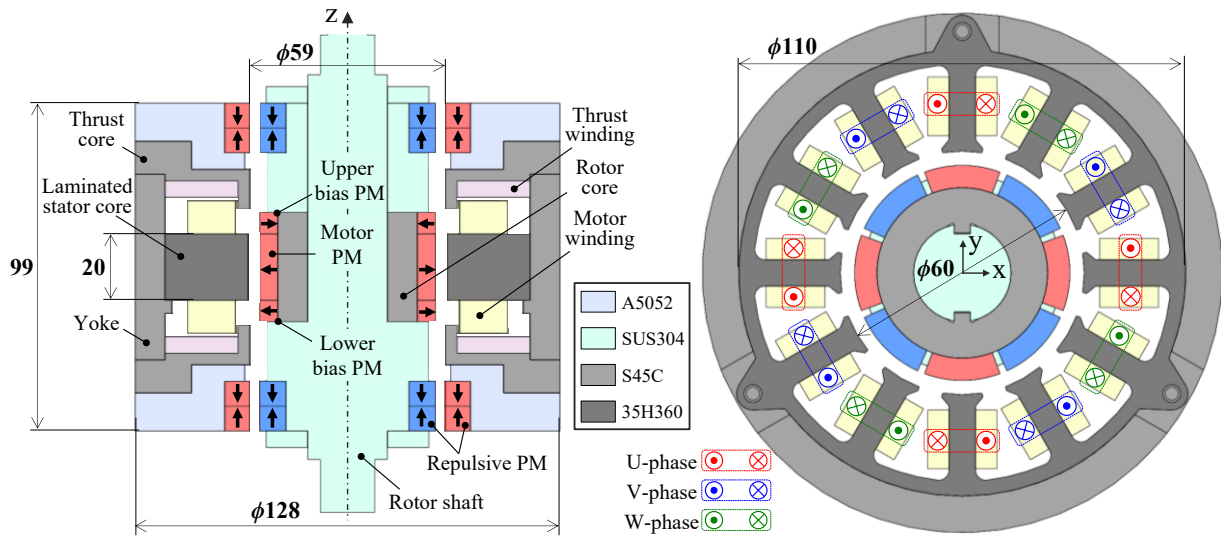 z
ϕ59
Thrust
core
Laminated
stator core
99
20
Yoke
Upper
bias PM
Motor
PM
Lower
bias PM
Thrust
winding
Rotor
core
Motor
winding
A5052
SUS304
S45C
35H360
Repulsive PM
Rotor shaft
ϕ128
ϕ110
y
ϕ60
x
U-phase
V-phase
W-phase